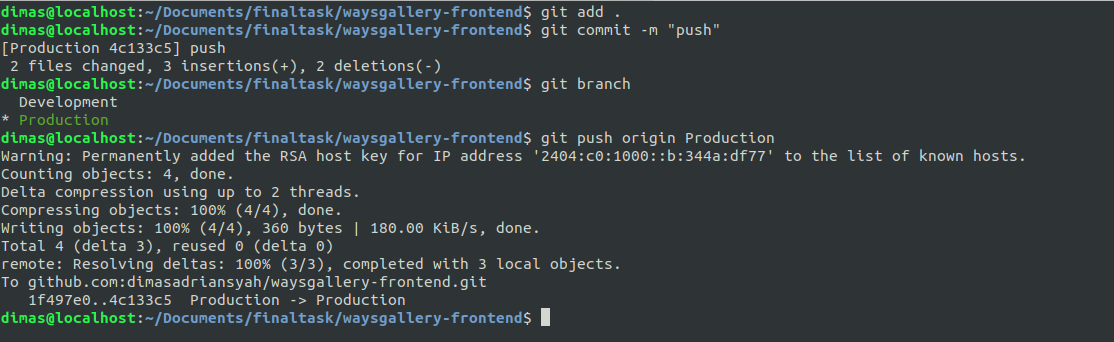 dimas@localhost:~/Documents/finaltask/waysgallery-frontend$ git add .
dimas@localhost:~/Documents/finaltask/waysgallery-frontend$ git commit -m "push"
[Production 4c133c5] push
 2 files changed, 3 insertions(+), 2 deletions(-)
dimas@localhost:~/Documents/finaltask/waysgallery-frontend$ git branch
  Development
* Production
dimas@localhost:~/Documents/finaltask/waysgallery-frontend$ git push origin Production
Warning: Permanently added the RSA host key for IP address '2404:c0:1000::b:344a:df77' to the list of known hosts.
Counting objects: 4, done.
Delta compression using up to 2 threads.
Compressing objects: 100% (4/4), done.
Writing objects: 100% (4/4), 360 bytes | 180.00 KiB/s, done.
Total 4 (delta 3), reused 0 (delta 0)
remote: Resolving deltas: 100% (3/3), completed with 3 local objects.
To github.com:dimasadriansyah/waysgallery-frontend.git
   1f497e0..4c133c5  Production -> Production
dimas@localhost:~/Documents/finaltask/waysgallery-frontend$